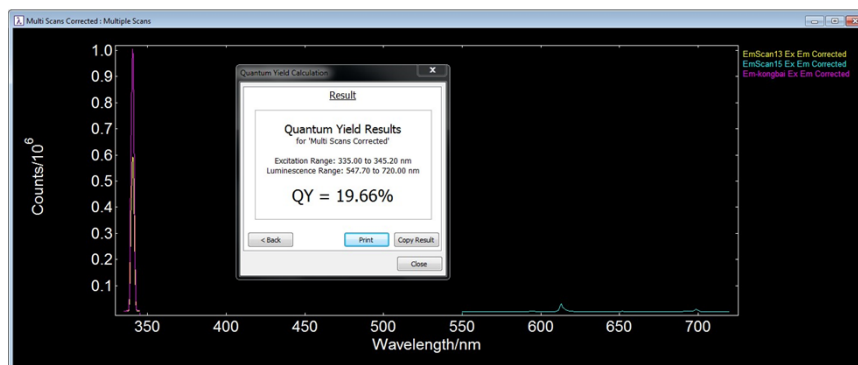 Multi Scans Corrected : Multiple Scans
EmScan13 Ex Em Corrected
EmScan15 Ex Em Corrected
Em-kongbai Ex Em Corrected
Counts/10^6
1.0
0.9
0.8
0.7
0.6
0.5
0.4
0.3
0.2
0.1
Quantum Yield Calculation
X
Result
Quantum Yield Results
for 'Multi Scans Corrected'
Excitation Range: 335.00 to 345.20 nm
Luminescence Range: 547.70 to 720.00 nm
QY = 19.66%
< Back Print Copy Result
Close
350 400 450 500 550 600 650 700
Wavelength/nm